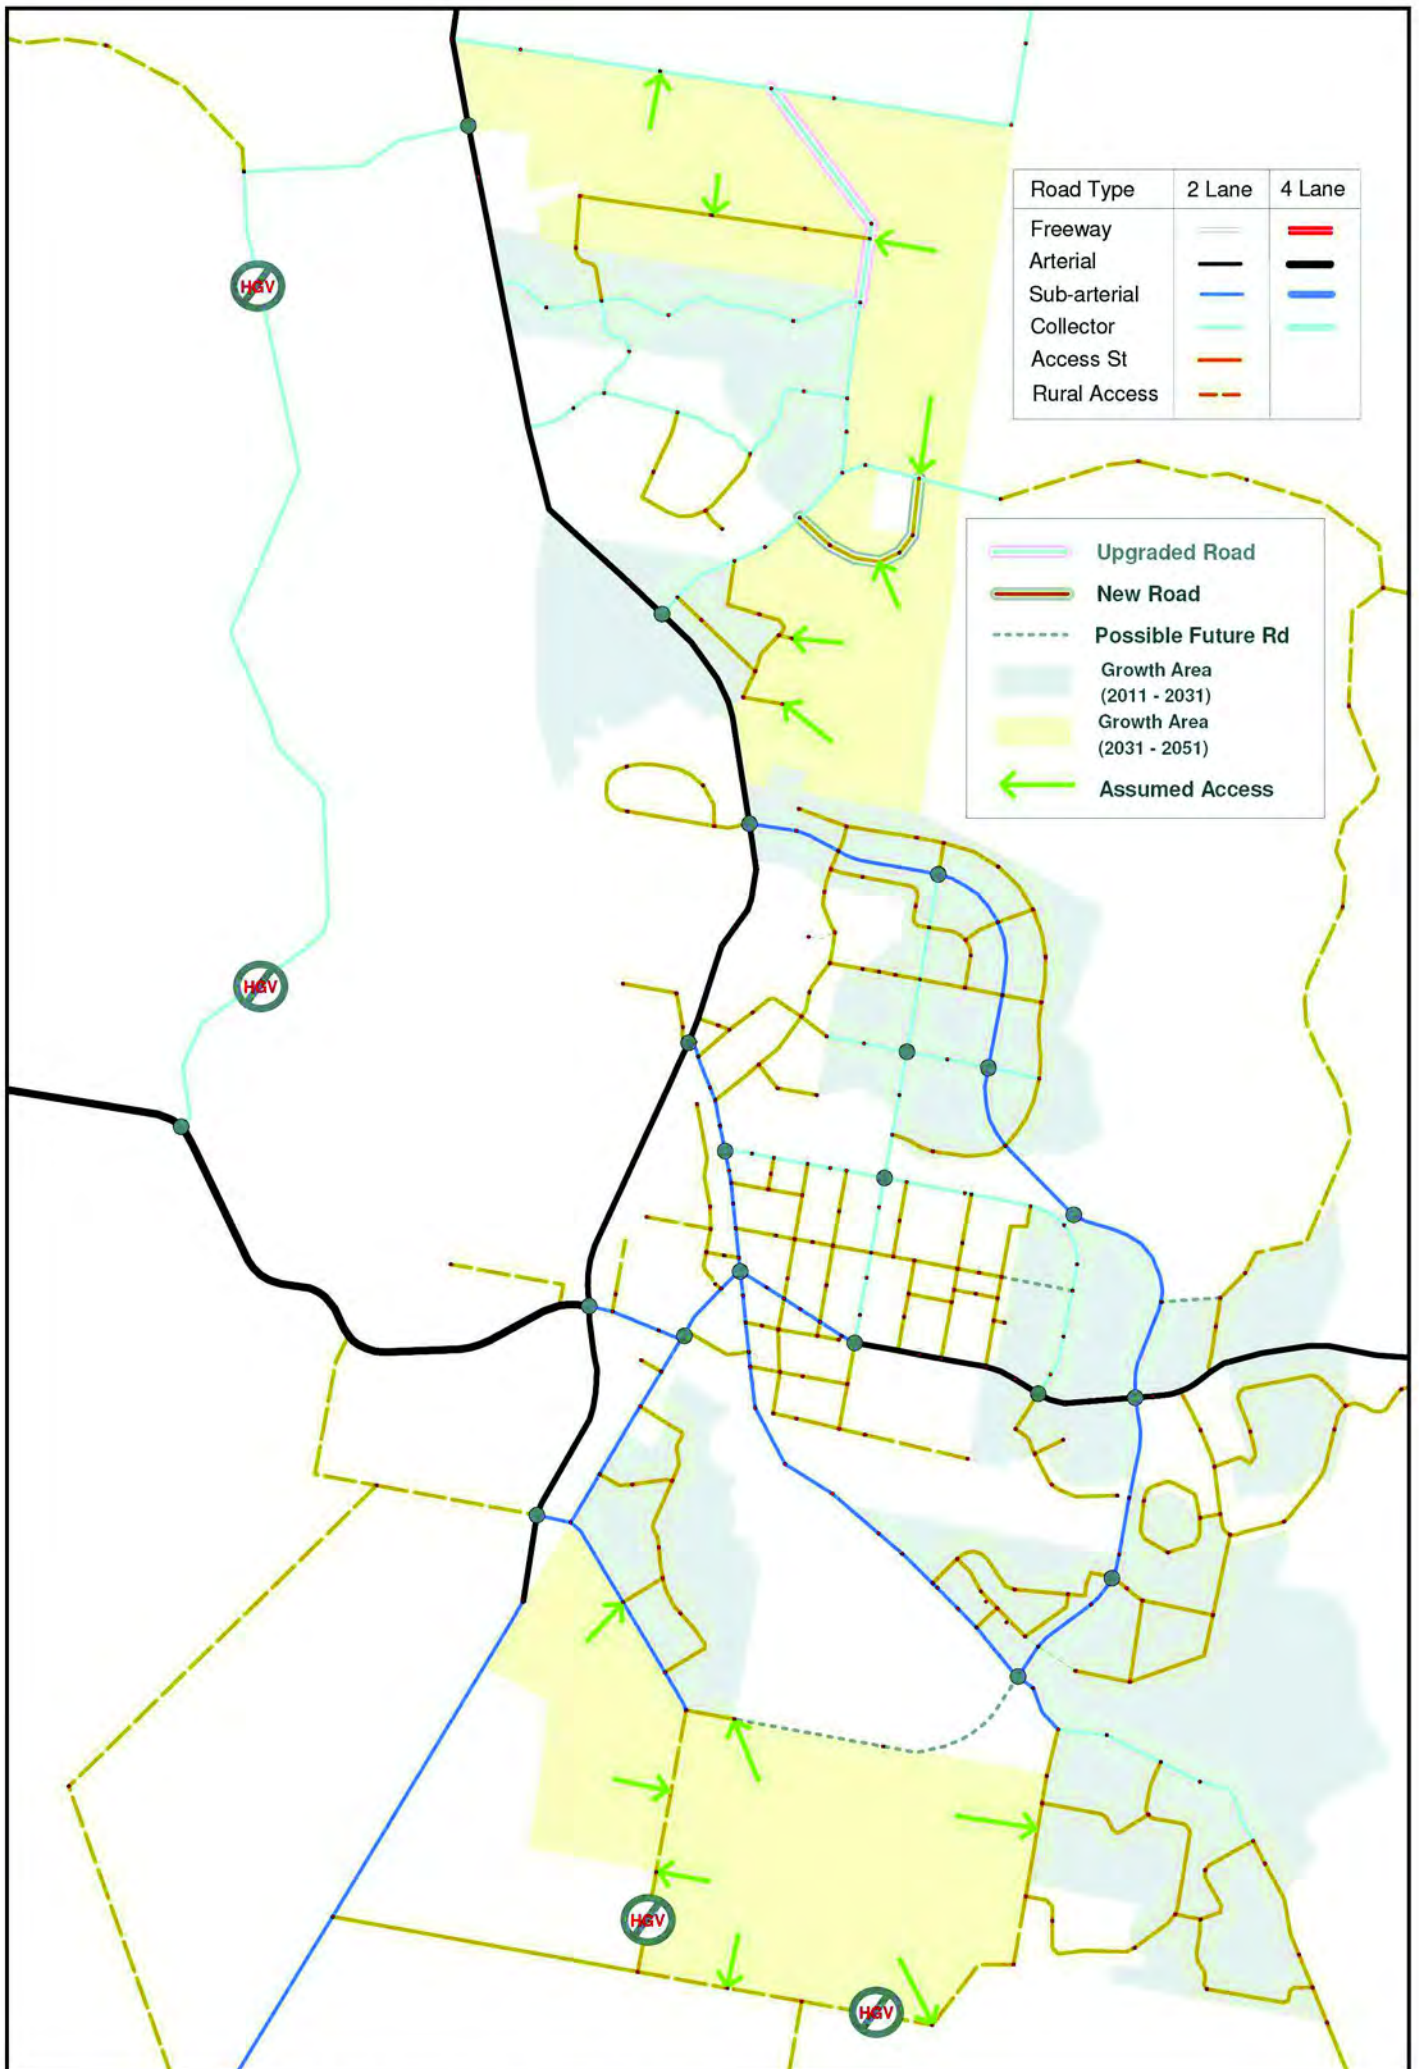 Road Type 2 Lane 4 Lane
Freeway
Arterial
Sub-arterial
Collector
Access St
Rural Access
HGV
Upgraded Road
New Road
Possible Future Rd
Growth Area
(2011 - 2031)
Growth Area
(2031 - 2051)
Assumed Access
HGV
HGV
HGV